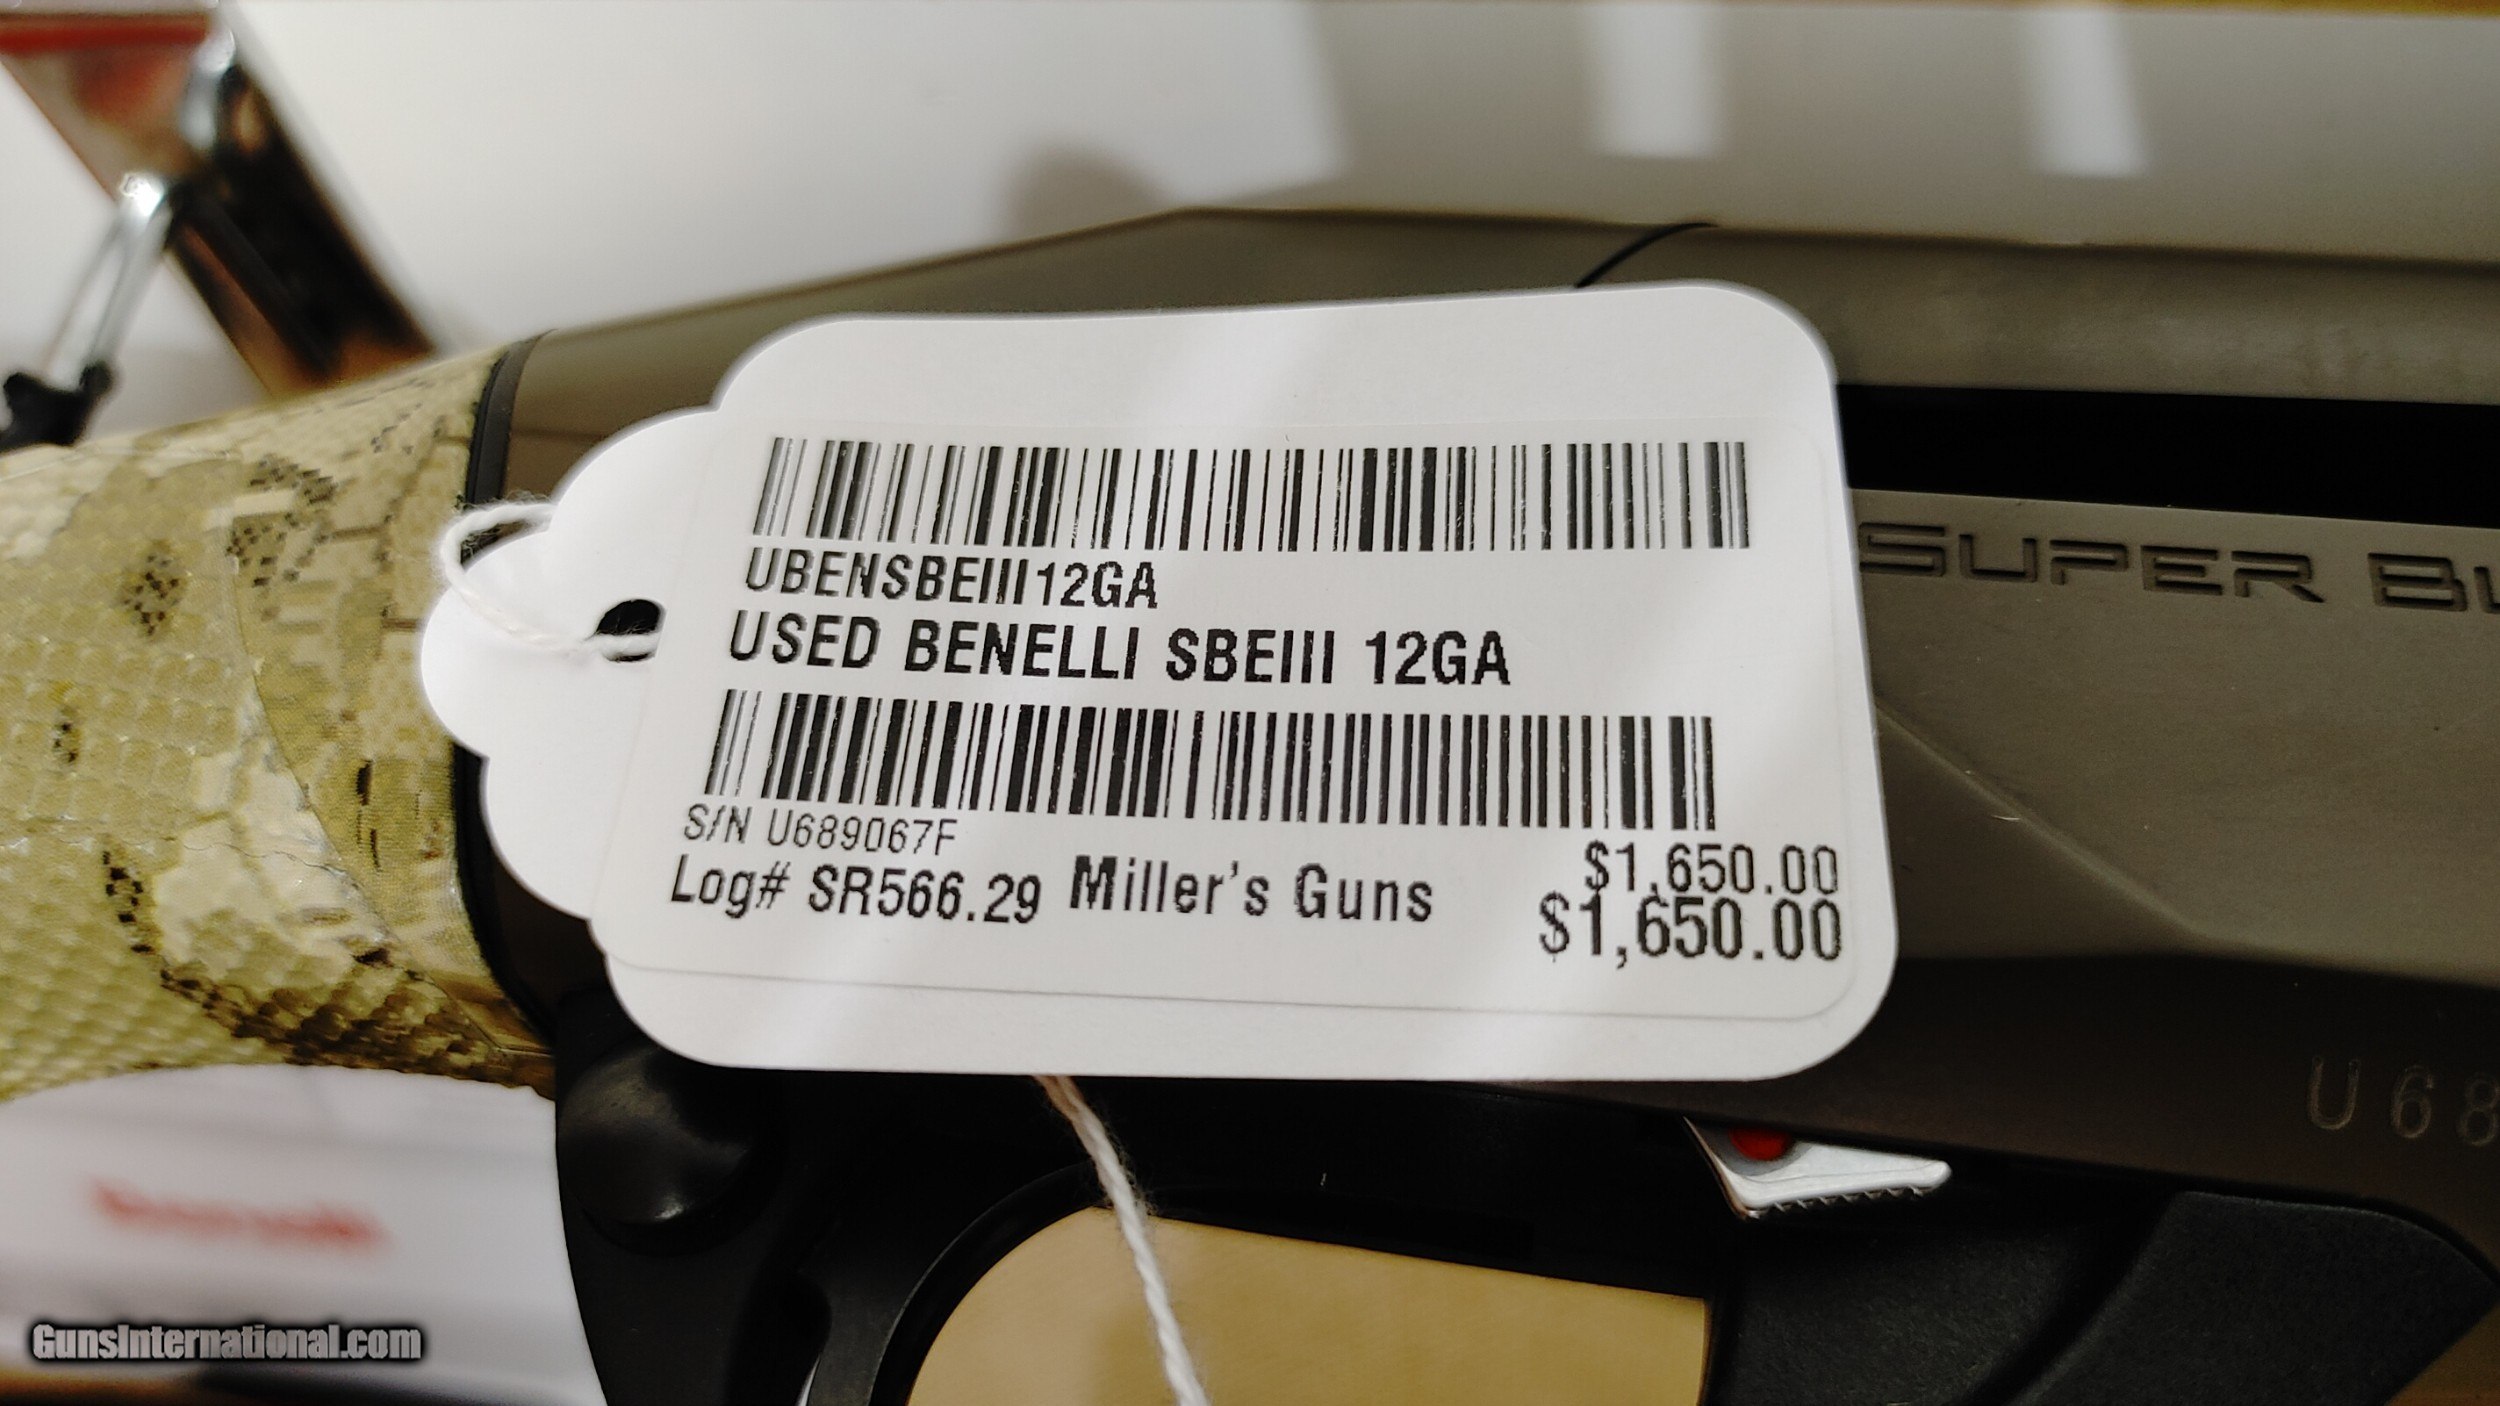 UBENSBEIII12GA
USED BENELLI SBEIII 12GA
S/N U689067F
Log# SR566.29 Miller's Guns
$1,650.00
$1,650.00
SUPER BL
U68
GunsInternational.com